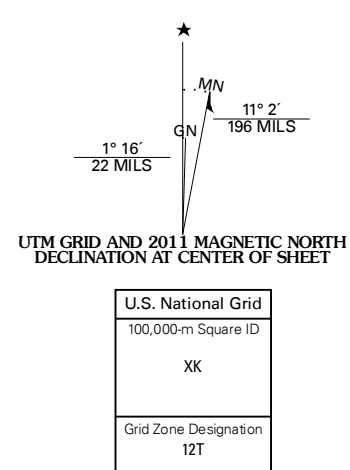 MN
11° 2´
196 MILS
GN
1° 16´
22 MILS
UTM GRID AND 2011 MAGNETIC NORTH
DECLINATION AT CENTER OF SHEET
U.S. National Grid
100,000-m Square ID
XK
Grid Zone Designation
12T